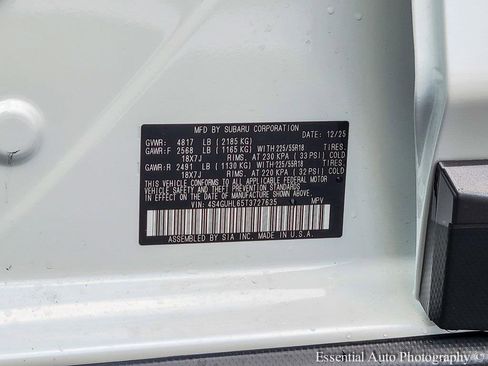 MFD BY SUBARU CORPORATION DATE: 12/25
GVWR: 4817 LB (2185 KG)
GAWR:F 2568 LB (1165 KG) WITH 225/55R18 TIRES,
18X7J RIMS, AT 230 KPA (33 PSI) COLD
GAWR:R 2491 LB (1130 KG) WITH 225/55R18 TIRES,
18X7J RIMS, AT 220 KPA (32 PSI) COLD
THIS VEHICLE CONFORMS TO ALL APPLICABLE FEDERAL MOTOR
VEHICLE SAFETY, BUMPER, AND THEFT PREVENTION
STANDARDS IN EFFECT ON THE DATE OF MANUFACTURE
SHOWN ABOVE.
VIN: 4S4GUHL65T3727635 MPV
ASSEMBLED BY SIA INC. IN U.S.A.
Essential Auto Photography ©